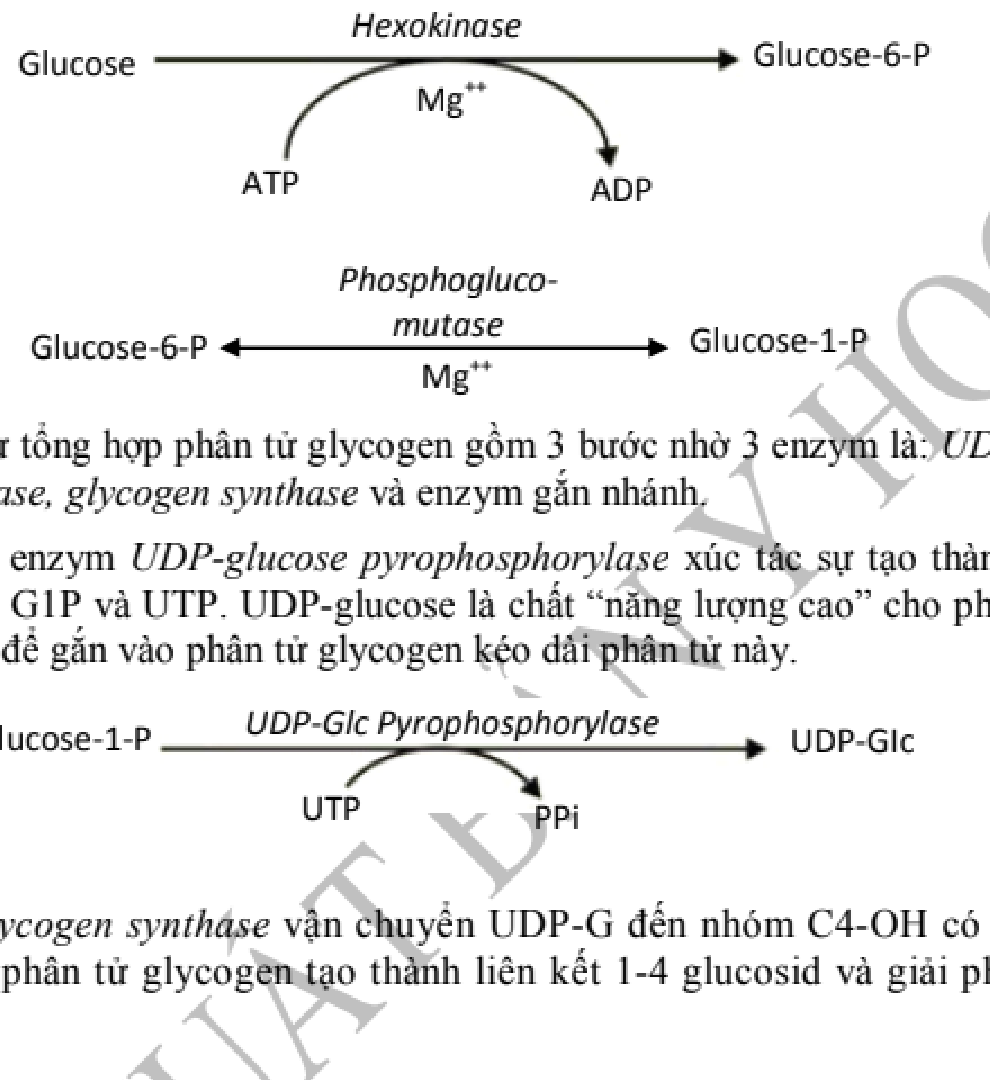 Hexokinase
Glucose Glucose-6-P
Mg++
ATP ADP
Phosphogluco-
mutase
Glucose-6-P Glucose-1-P
Mg++
tổng hợp phân tử glycogen gồm 3 bước nhờ 3 enzym là: UD
ase, glycogen synthase và enzym gắn nhánh.
enzym UDP-glucose pyrophosphorylase xúc tác sự tạo thàn
G1P và UTP. UDP-glucose là chất “năng lượng cao” cho ph
để gắn vào phân tử glycogen kéo dài phân tử này.
UDP-Glc Pyrophosphorylase
lucose-1-P UDP-Glc
UTP PPi
ycogen synthase vận chuyển UDP-G đến nhóm C4-OH có
phân tử glycogen tạo thành liên kết 1-4 glucosid và giải ph